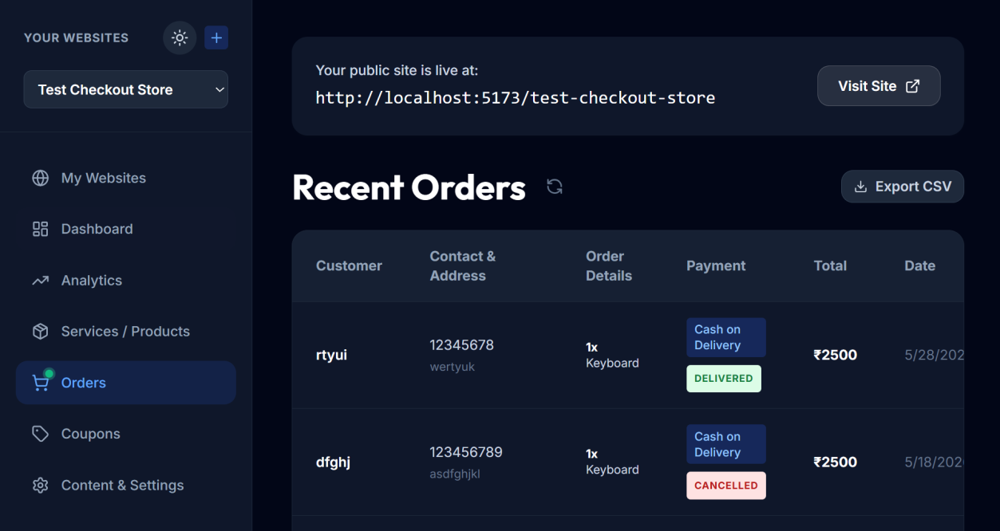 YOUR WEBSITES
Test Checkout Store
My Websites
Dashboard
Analytics
Services / Products
Orders
Coupons
Content & Settings
Your public site is live at:
http://localhost:5173/test-checkout-store
Visit Site
Recent Orders
Export CSV
Customer
Contact &
Address
Order
Details
Payment
Total
Date
rtyui
12345678
wertyuk
1x
Keyboard
Cash on
Delivery
DELIVERED
₹2500
5/28/202
dfghj
123456789
asdfghjkl
1x
Keyboard
Cash on
Delivery
CANCELLED
₹2500
5/18/202